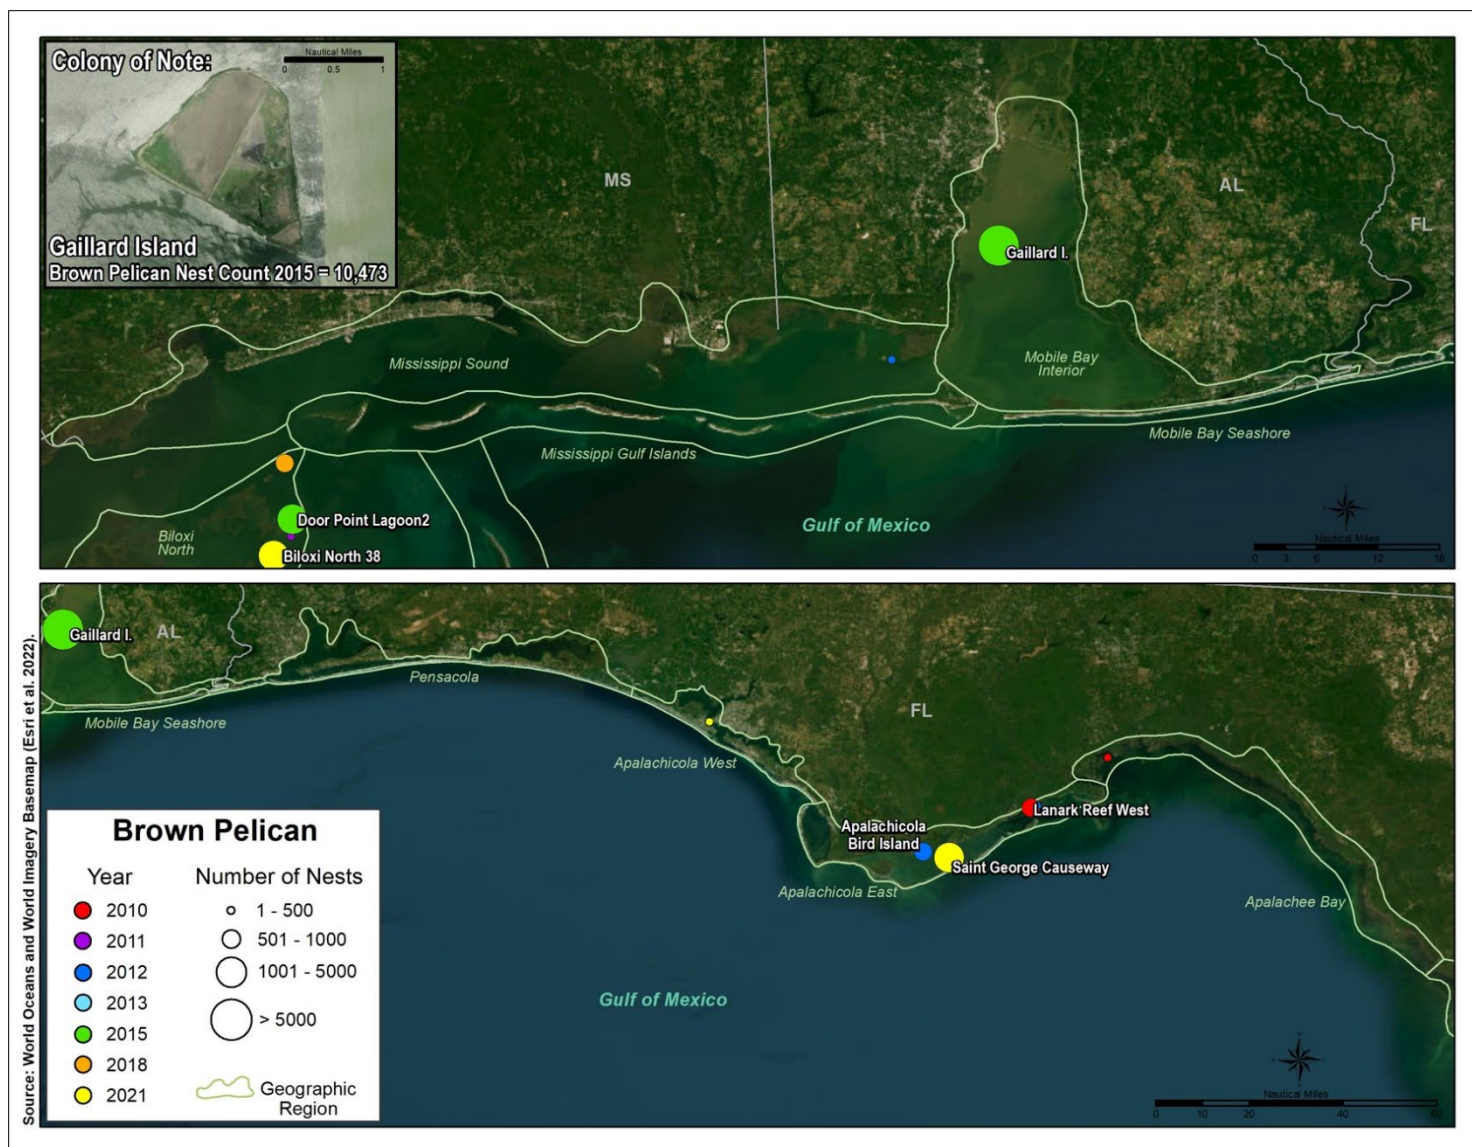 Colony of Note:
Nautical Miles
0 0.5 1
Gaillard Island
Brown Pelican Nest Count 2015 = 10,473
MS
AL
FL
Gaillard I.
Mississippi Sound
Mobile Bay
Interior
Mobile Bay Seashore
Mississippi Gulf Islands
Biloxi
North
Door Point Lagoon2
Biloxi North 38
Gulf of Mexico
Nautical Miles
0 3 6 12 18
Source: World Oceans and World Imagery Basemap (Esri et al. 2022).
Gaillard I.
AL
Mobile Bay Seashore
Pensacola
Apalachicola West
FL
Apalachicola
Bird Island
Lanark Reef West
Saint George Causeway
Apalachicola East
Apalachee Bay
Gulf of Mexico
Nautical Miles
0 10 20 40 60
Brown Pelican
Year
2010
2011
2012
2013
2015
2018
2021
Number of Nests
1 - 500
501 - 1000
1001 - 5000
> 5000
Geographic
Region